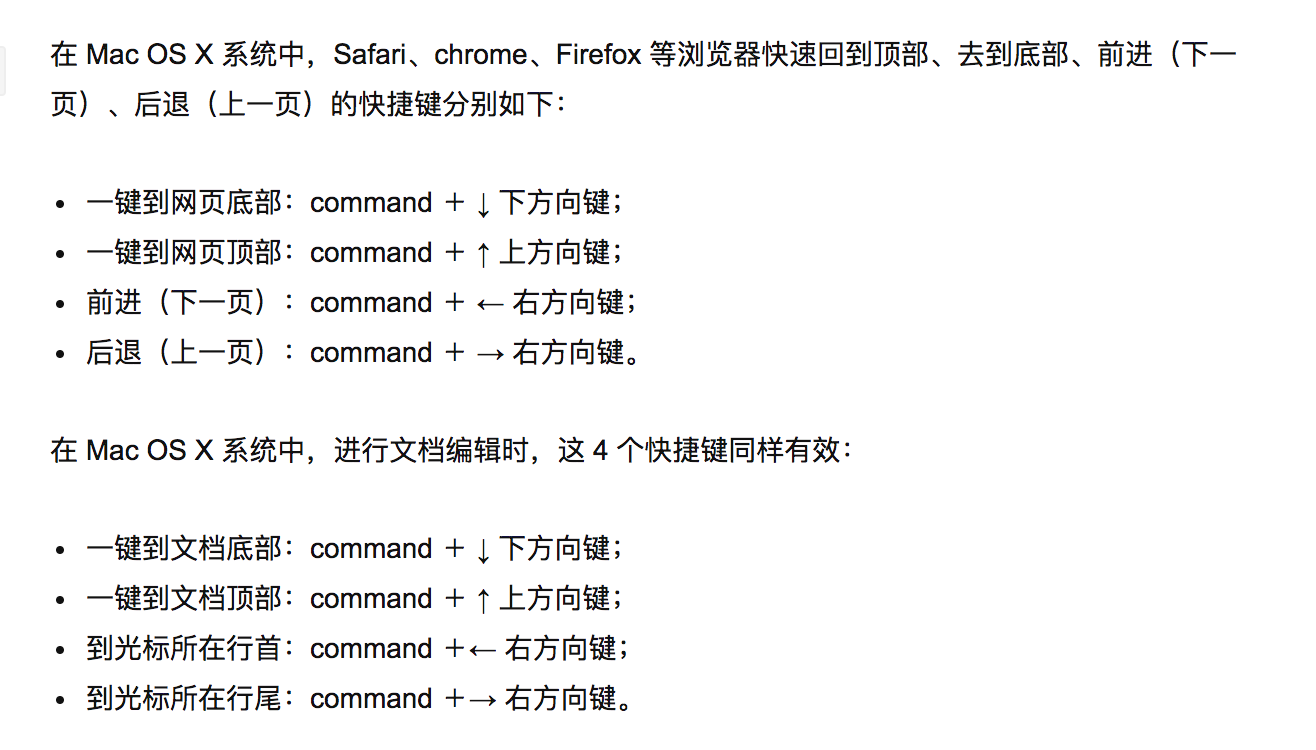 在 Mac OS X 系统中，Safari、chrome、Firefox 等浏览器快速回到顶部、去到底部、前进（下一
页）、后退（上一页）的快捷键分别如下：
• 一键到网页底部：command ＋ ↓ 下方向键；
• 一键到网页顶部：command ＋ ↑ 上方向键；
• 前进（下一页）：command ＋ ← 右方向键；
• 后退（上一页）：command ＋ → 右方向键。
在 Mac OS X 系统中，进行文档编辑时，这 4 个快捷键同样有效：
• 一键到文档底部：command ＋ ↓ 下方向键；
• 一键到文档顶部：command ＋ ↑ 上方向键；
• 到光标所在行首：command ＋← 右方向键；
• 到光标所在行尾：command ＋→ 右方向键。